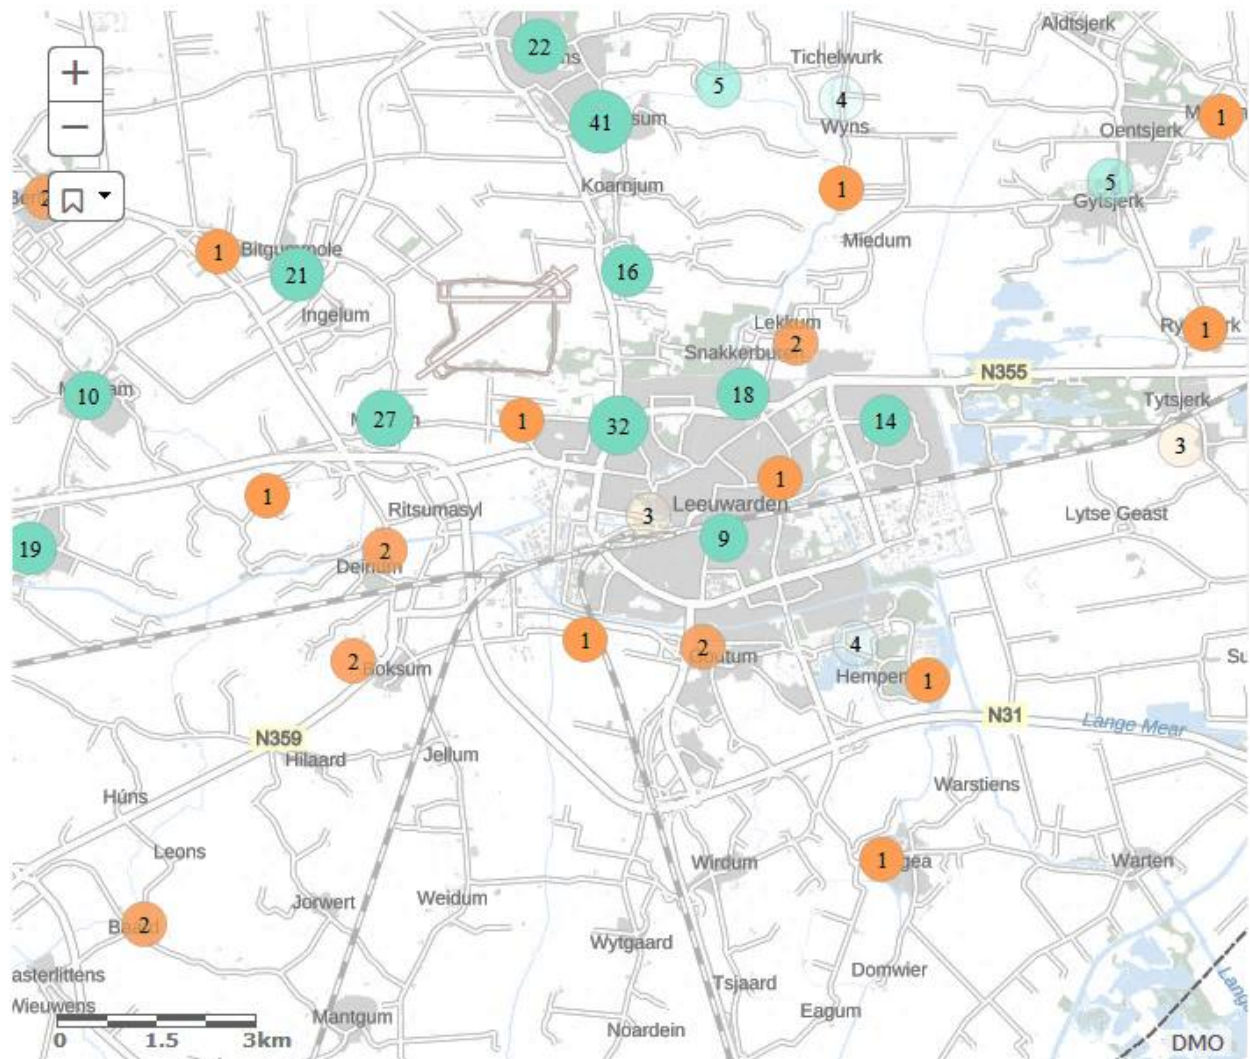 Aldtsjerk
22
Tichelwurk
+
5
4
41
Wyns
1
Oentsjerk
−
Koarnjum
1
5
2
Gytsjerk
1
Miedum
21
16
Ingelum
Lekkum
2
1
N355
10
18
Tytsjerk
27
1
32
14
3
1
1
Leeuwarden
Ritsumasyl
3
Lytse Geast
19
2
9
2
1
2
4
Boksum
1
N31
Lange Mear
N359
Hilaard
Jellum
Warstiens
Húns
Leons
Wirdum
1
Warten
Jorwert
Weidum
2
Wytgaard
Domwier
Tsjaard
Mantgum
Eagum
Noardein
0 1.5 3km
DMO